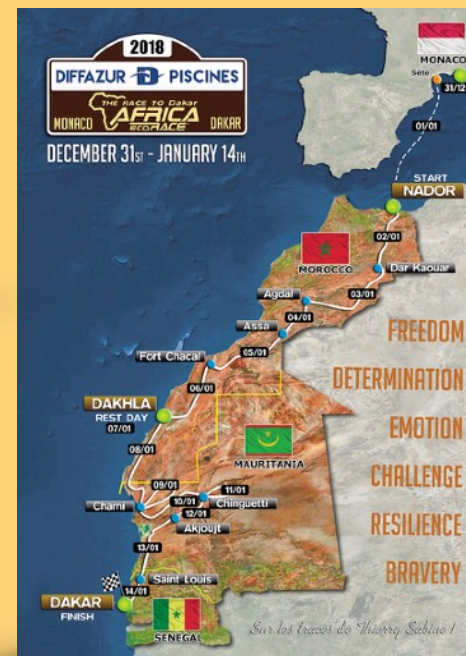 2018
DIFFAZUR D PISCINES
THE RACE TO Dakar
AFRICA
ECO RACE
MONACO
DAKAR
DECEMBER 31ST - JANUARY 14TH
MONACO
Sète
31/12
01/01
START
NADOR
02/01
MOROCCO
Dar Kaouar
Agdal
03/01
04/01
Assa
05/01
Fort Chacal
06/01
DAKHLA
REST DAY
07/01
08/01
MAURITANIA
09/01
10/01
11/01
Chami
Chinguetti
12/01
Akjoujt
13/01
Saint Louis
14/01
DAKAR
FINISH
SENEGAL
FREEDOM
DETERMINATION
EMOTION
CHALLENGE
RESILIENCE
BRAVERY
Sur les traces de Thierry Sabine !